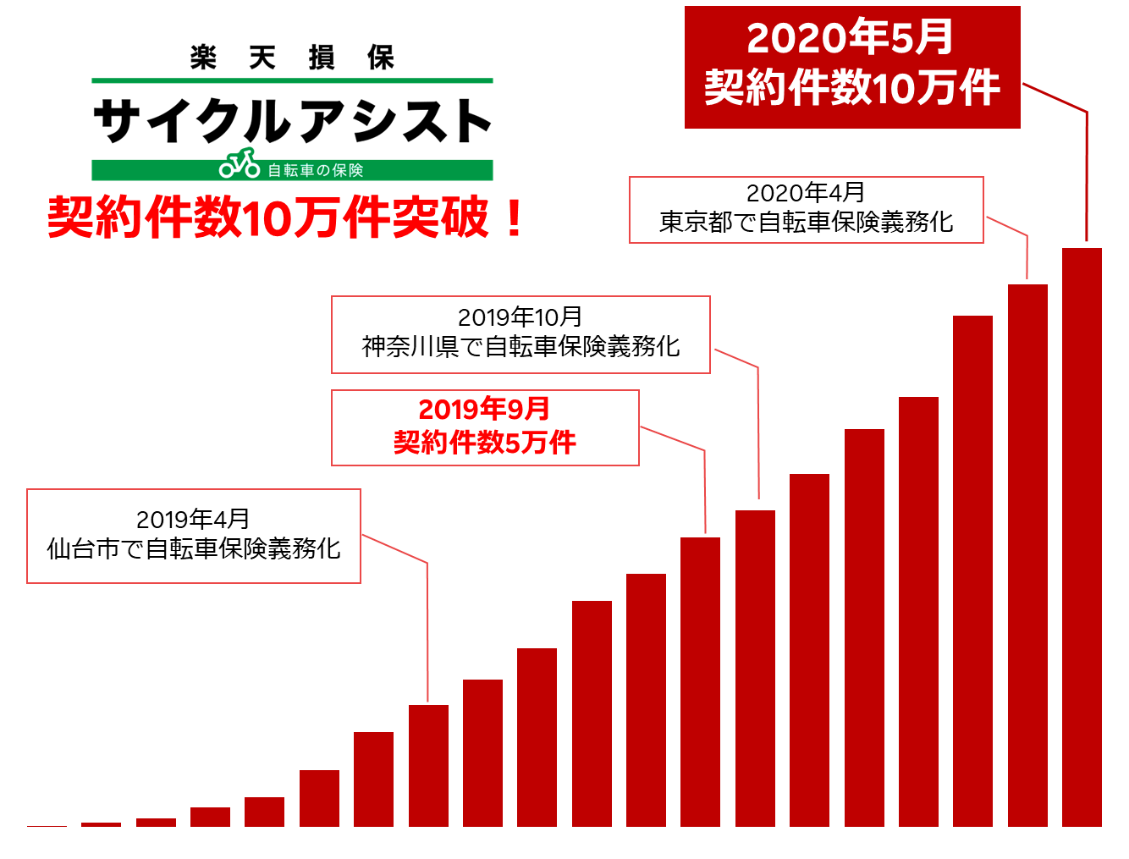 楽天損保
サイクルアシスト
自転車の保険
契約件数10万件突破！
2020年5月
契約件数10万件
2020年4月
東京都で自転車保険義務化
2019年10月
神奈川県で自転車保険義務化
2019年9月
契約件数5万件
2019年4月
仙台市で自転車保険義務化